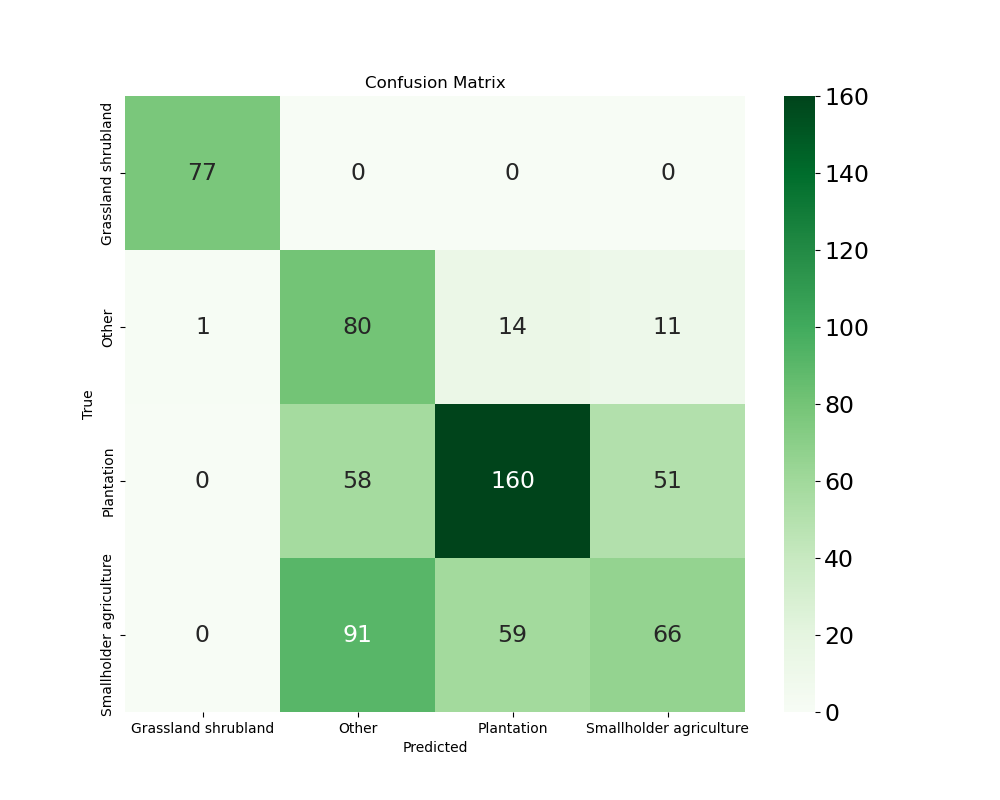 Confusion Matrix
True
Grassland shrubland
77 0 0 0
Other
1 80 14 11
Plantation
0 58 160 51
Smallholder agriculture
0 91 59 66
Grassland shrubland Other Plantation Smallholder agriculture
Predicted
160
140
120
100
80
60
40
20
0